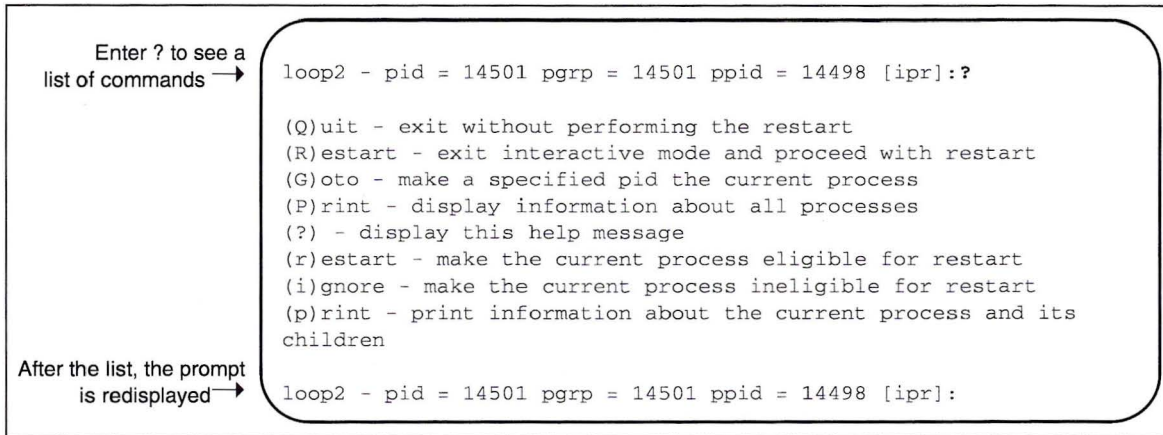 Enter ? to see a
list of commands
loop2 - pid = 14501 pgrp = 14501 ppid = 14498 [ipr]:?
(Q)uit - exit without performing the restart
(R)estart - exit interactive mode and proceed with restart
(G)oto - make a specified pid the current process
(P)rint - display information about all processes
(?) - display this help message
(r)estart - make the current process eligible for restart
(i)gnore - make the current process ineligible for restart
(p)rint - print information about the current process and its
children
After the list, the prompt
is redisplayed
loop2 - pid = 14501 pgrp = 14501 ppid = 14498 [ipr]: